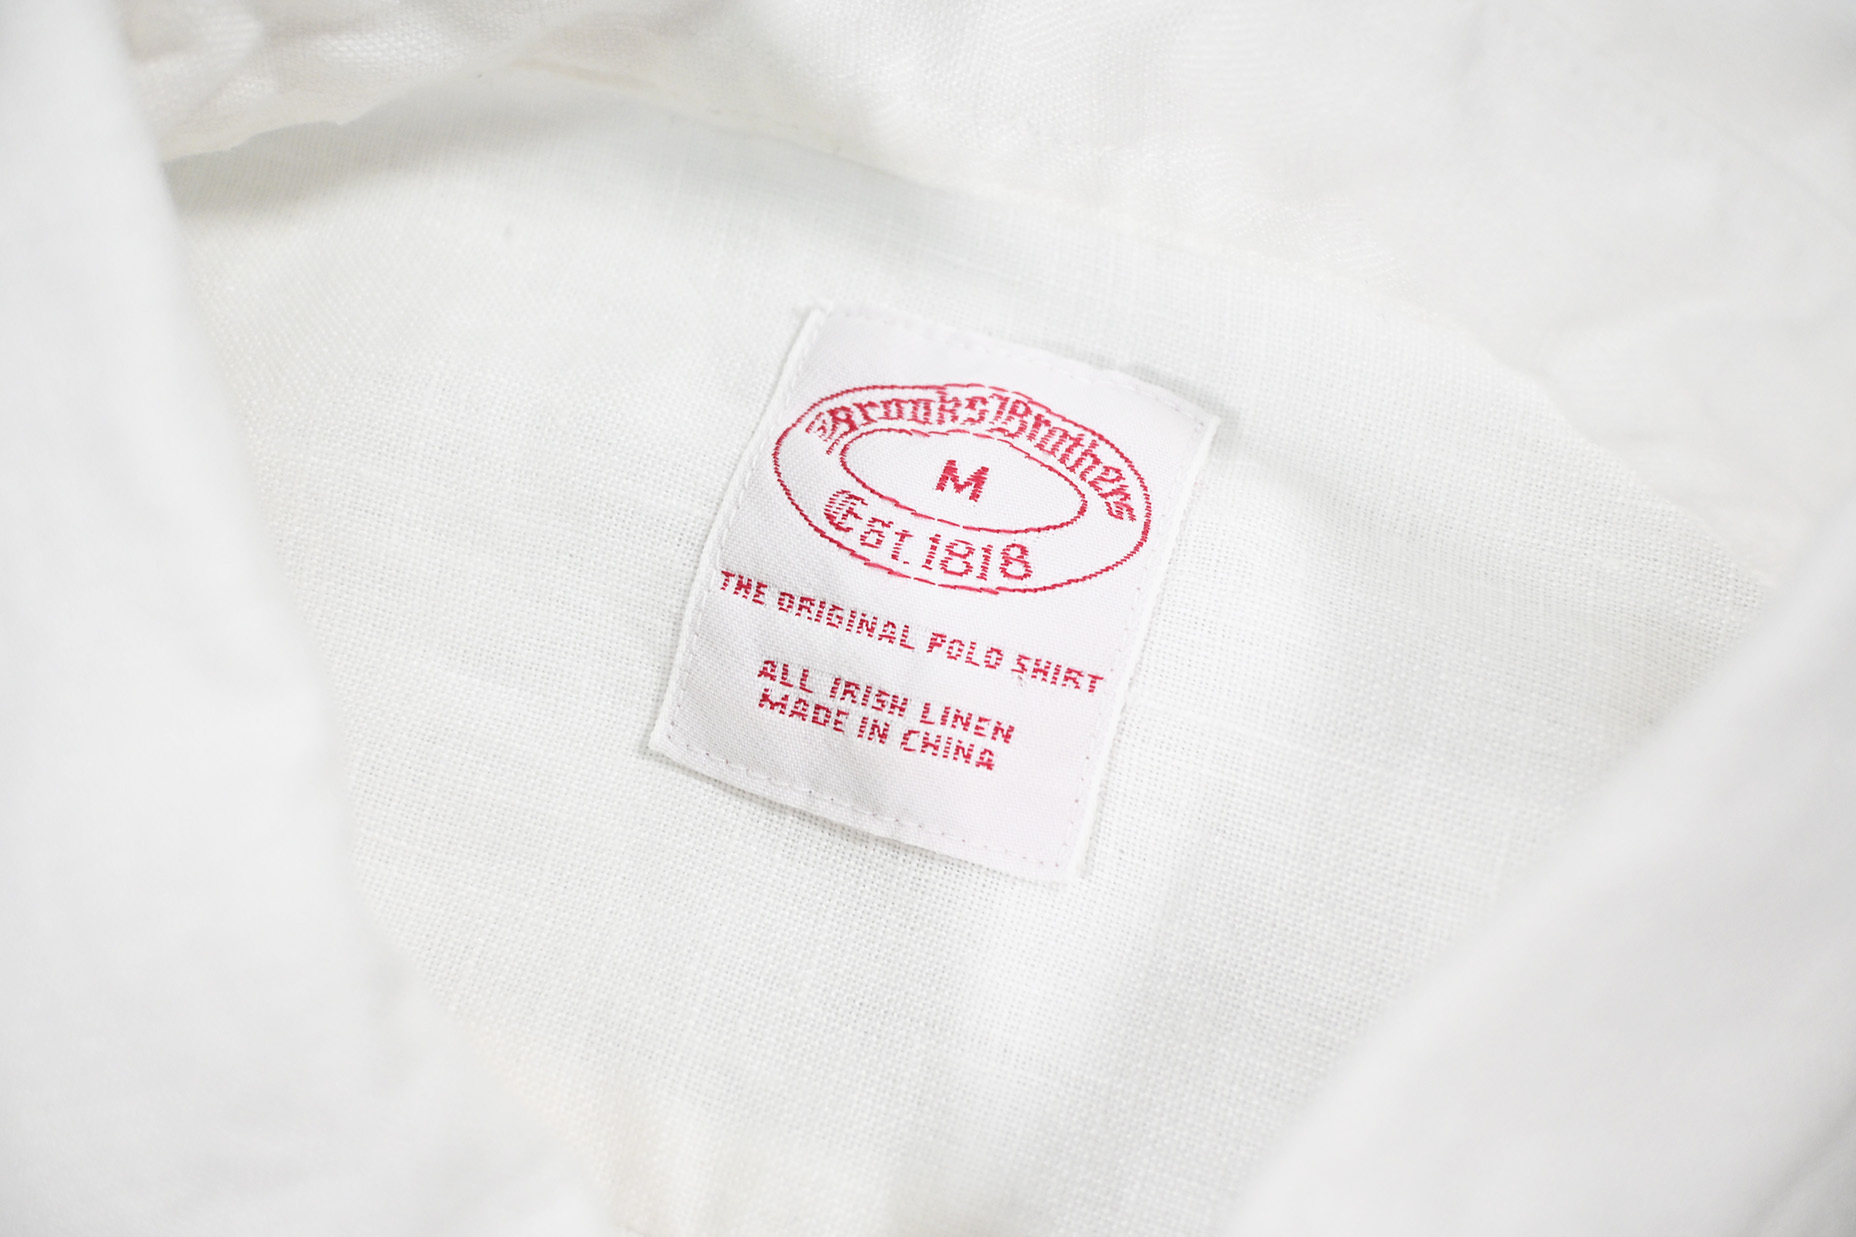 Brooks Brothers
M
Est. 1818
THE ORIGINAL POLO SHIRT
ALL IRISH LINEN
MADE IN CHINA